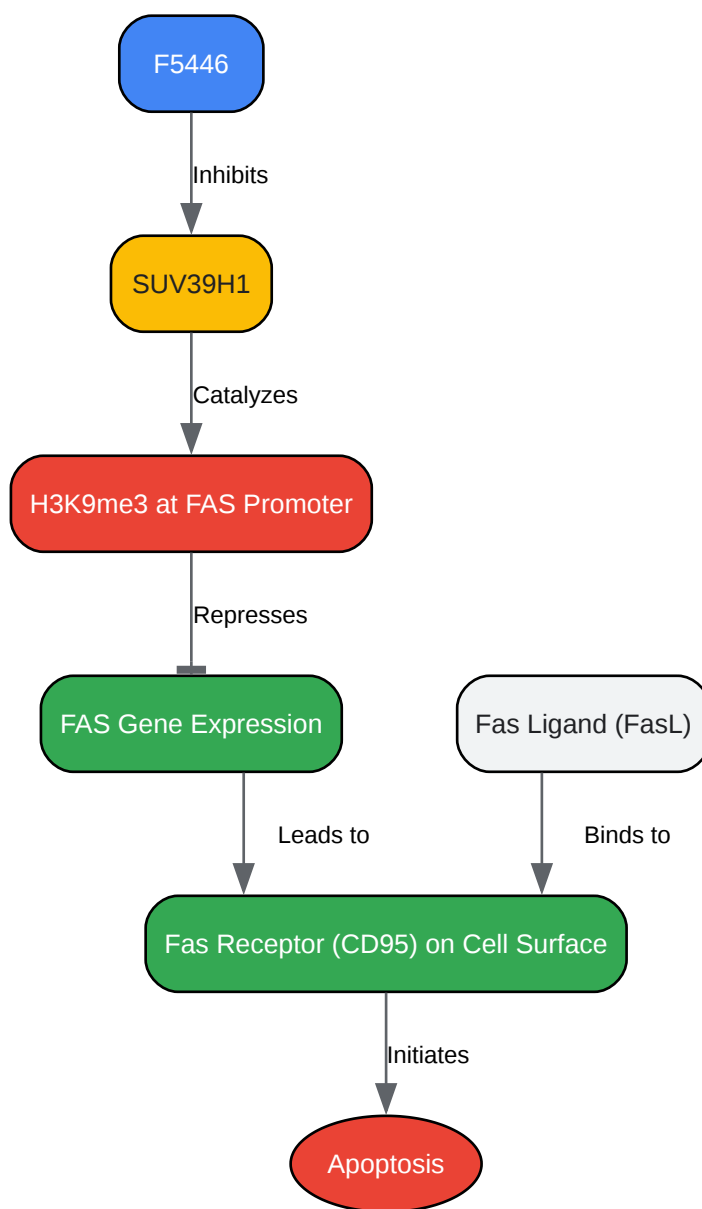 F5446
Inhibits
SUV39H1
Catalyzes
H3K9me3 at FAS Promoter
Represses
FAS Gene Expression
Fas Ligand (FasL)
Leads to
Binds to
Fas Receptor (CD95) on Cell Surface
Initiates
Apoptosis